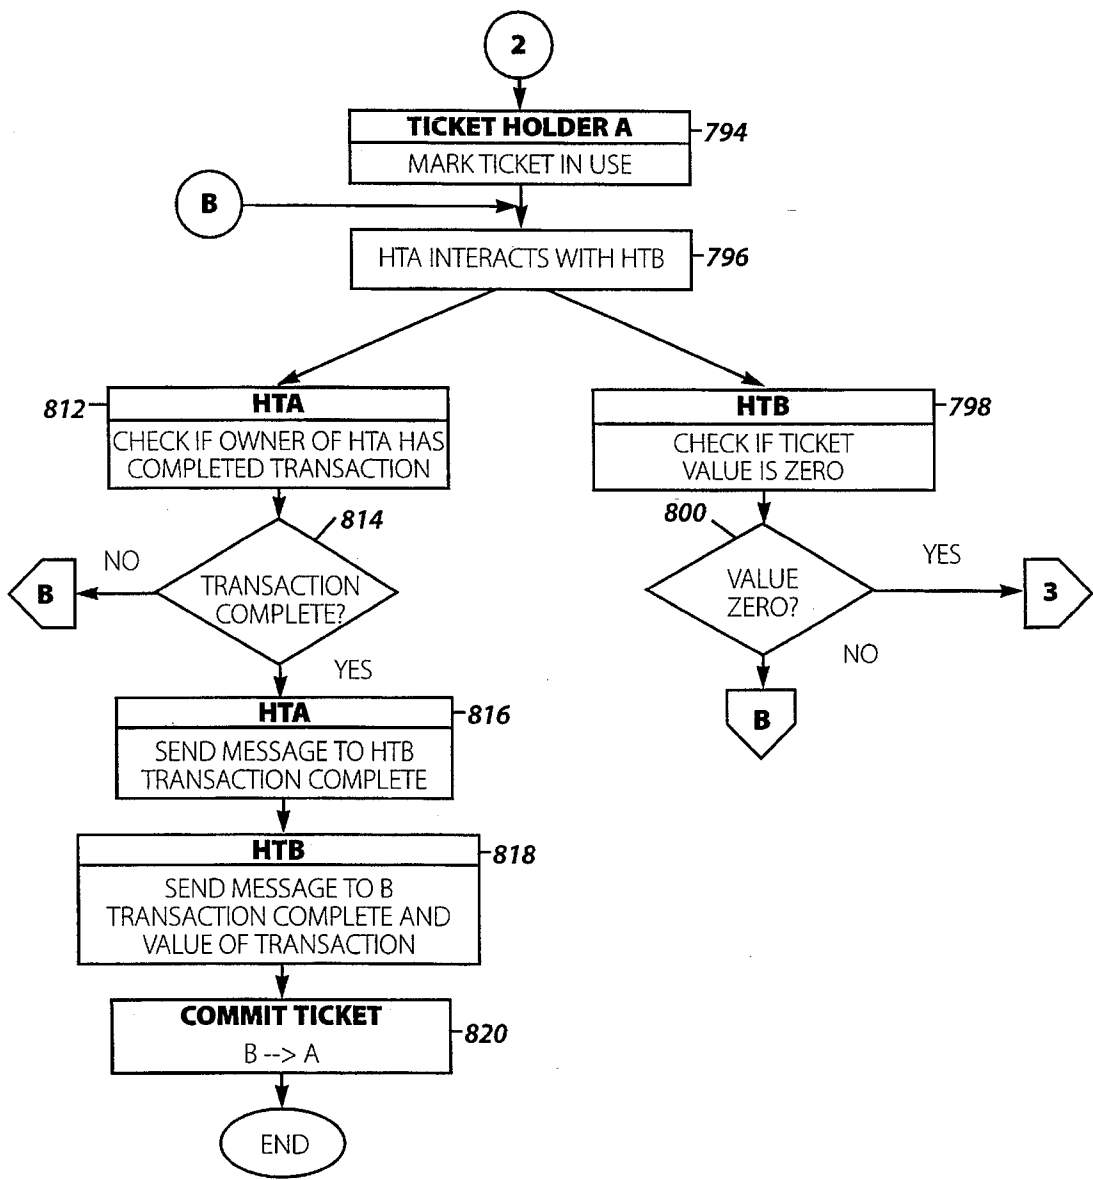 2
TICKET HOLDER A
794
MARK TICKET IN USE
B
HTA INTERACTS WITH HTB
796
812
HTA
CHECK IF OWNER OF HTA HAS
COMPLETED TRANSACTION
HTB
798
CHECK IF TICKET
VALUE IS ZERO
814
NO
B
TRANSACTION
COMPLETE?
YES
800
VALUE
ZERO?
YES
3
NO
B
HTA
816
SEND MESSAGE TO HTB
TRANSACTION COMPLETE
HTB
818
SEND MESSAGE TO B
TRANSACTION COMPLETE AND
VALUE OF TRANSACTION
COMMIT TICKET
820
B --> A
END